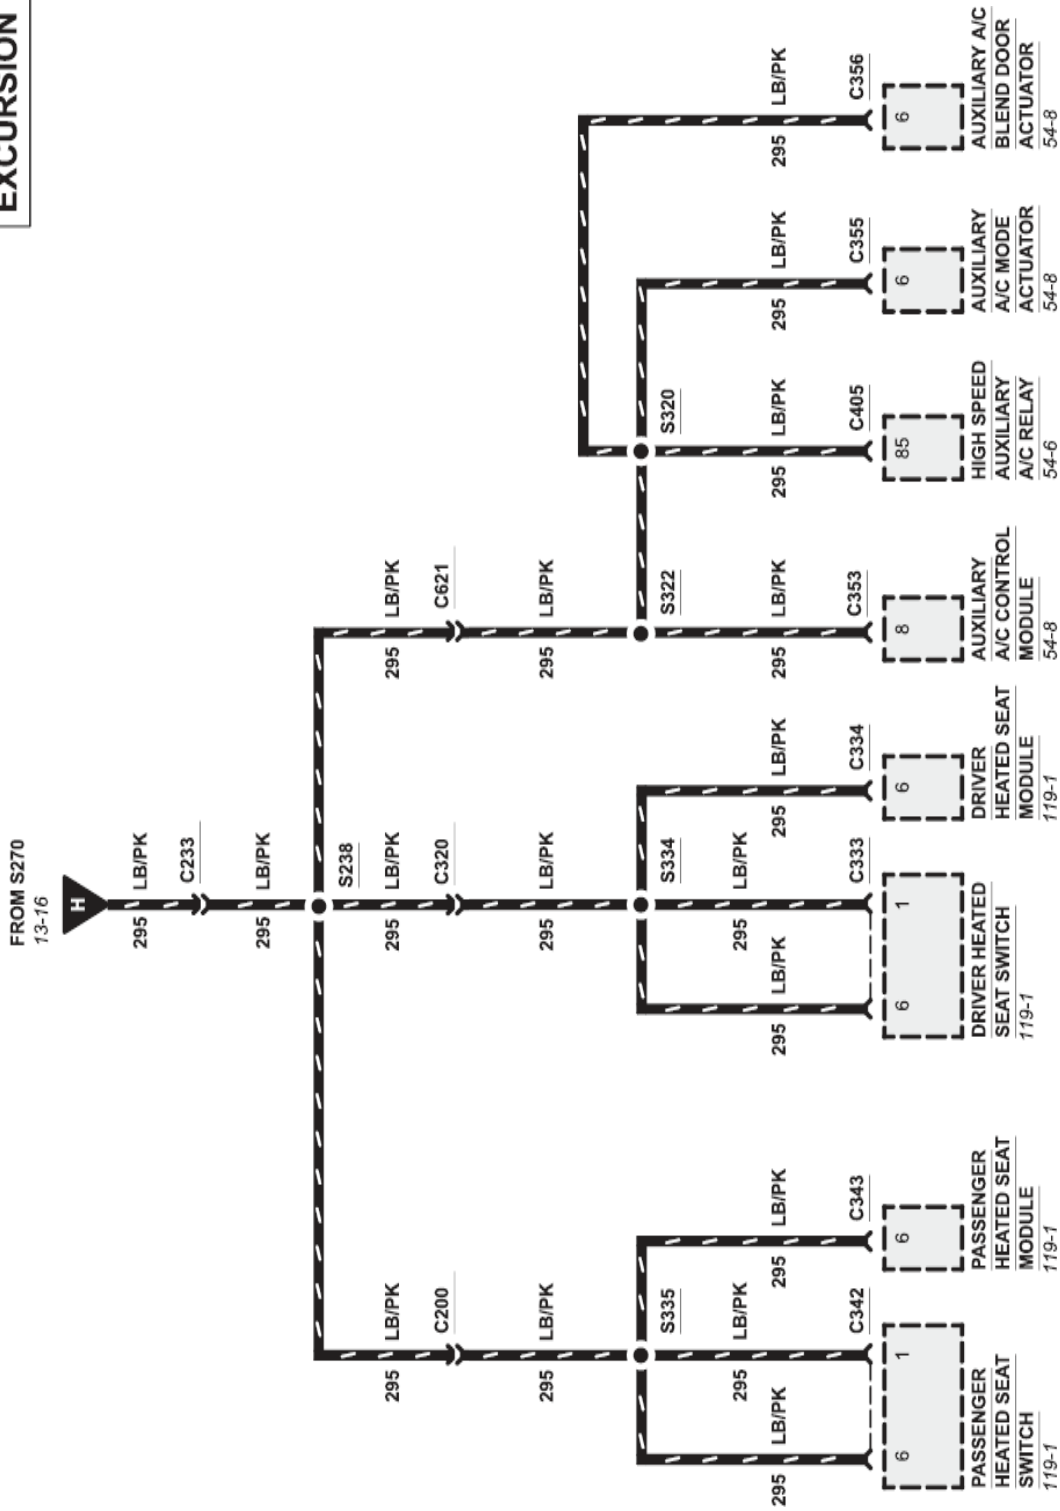 EXCURSION
FROM S270
13-16
H
295
LB/PK
C233
295
LB/PK
S238
295
LB/PK
C200
295
LB/PK
C320
295
LB/PK
C621
295
LB/PK
295
LB/PK
295
LB/PK
S335
S334
S322
S320
295
LB/PK
295
LB/PK
295
LB/PK
295
LB/PK
295
LB/PK
295
LB/PK
295
LB/PK
295
LB/PK
295
LB/PK
295
LB/PK
C342
C343
C333
C334
C353
C405
C355
C356
6
1
6
6
1
6
8
85
6
6
PASSENGER
HEATED SEAT
SWITCH
119-1
PASSENGER
HEATED SEAT
MODULE
119-1
DRIVER HEATED
SEAT SWITCH
119-1
DRIVER
HEATED SEAT
MODULE
119-1
AUXILIARY
A/C CONTROL
MODULE
54-8
HIGH SPEED
AUXILIARY
A/C RELAY
54-6
AUXILIARY
A/C MODE
ACTUATOR
54-8
AUXILIARY A/C
BLEND DOOR
ACTUATOR
54-8